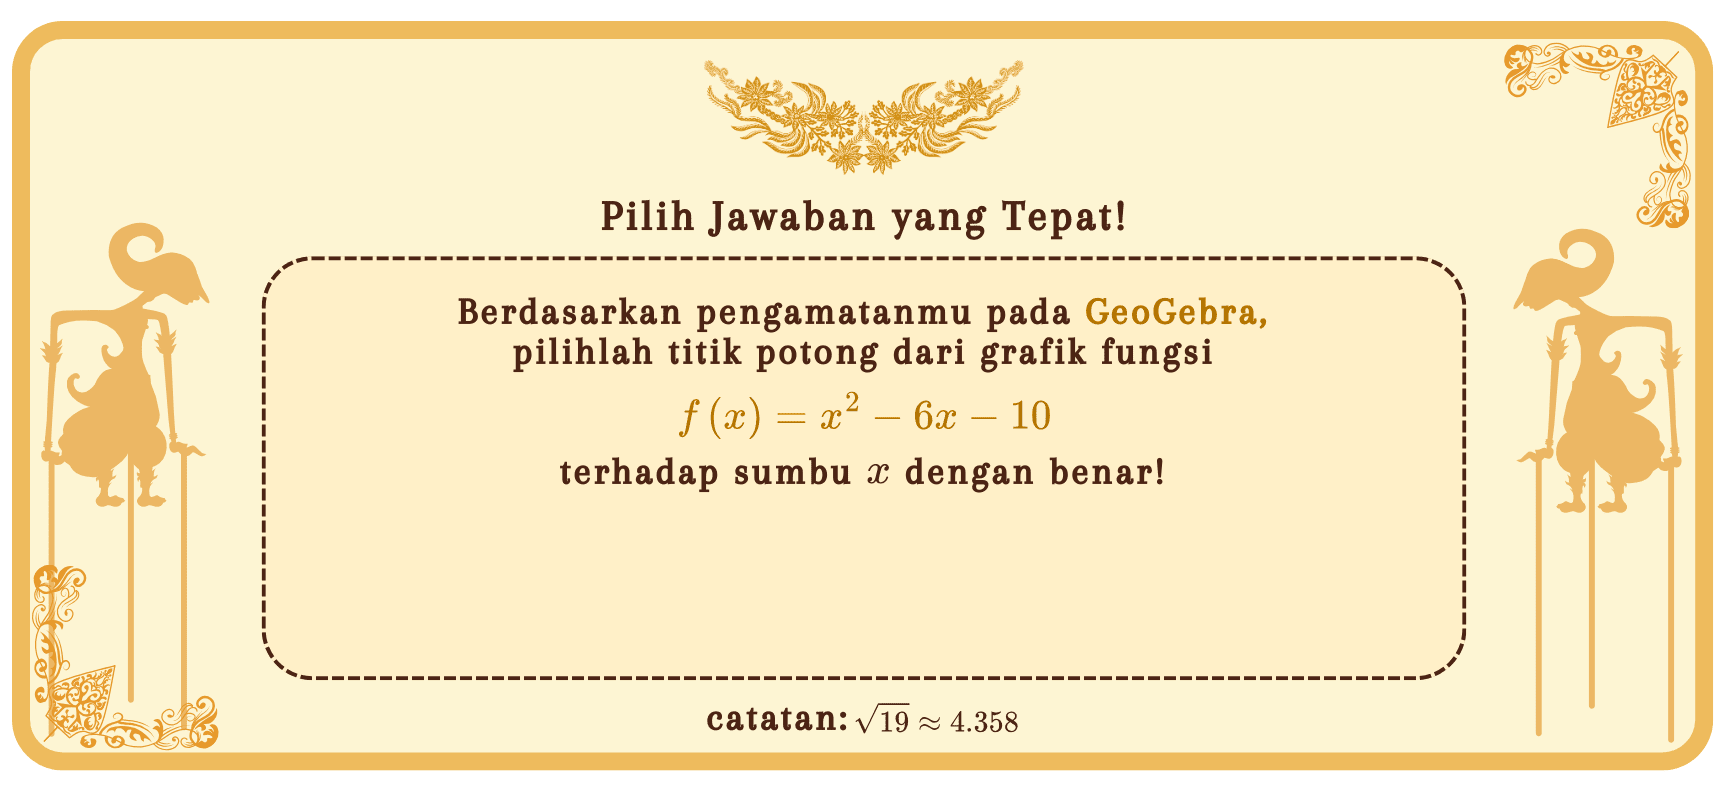 Pilih Jawaban yang Tepat!
Berdasarkan pengamatanmu pada GeoGebra,
pilihlah titik potong dari grafik fungsi
f (x) = x² − 6x − 10
terhadap sumbu x dengan benar!
catatan: √19 ≈ 4.358